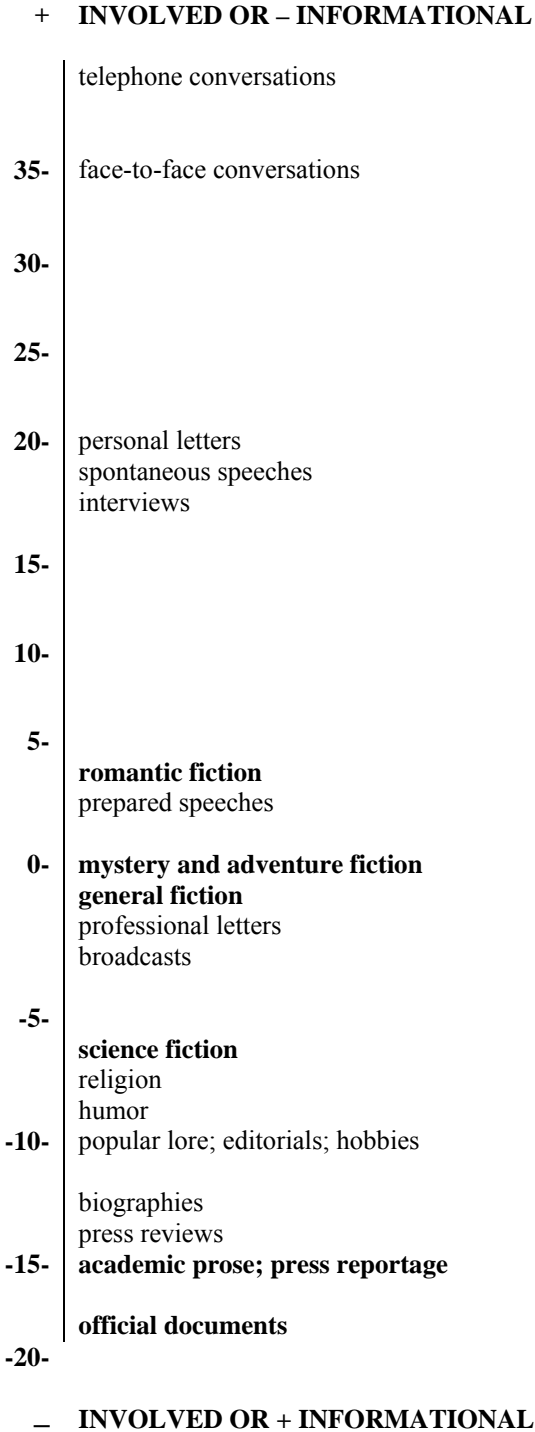 + INVOLVED OR – INFORMATIONAL
telephone conversations
35- face-to-face conversations
30-
25-
20- personal letters
spontaneous speeches
interviews
15-
10-
5-
romantic fiction
prepared speeches
0- mystery and adventure fiction
general fiction
professional letters
broadcasts
-5-
science fiction
religion
humor
-10- popular lore; editorials; hobbies
biographies
press reviews
-15- academic prose; press reportage
official documents
-20-
– INVOLVED OR + INFORMATIONAL